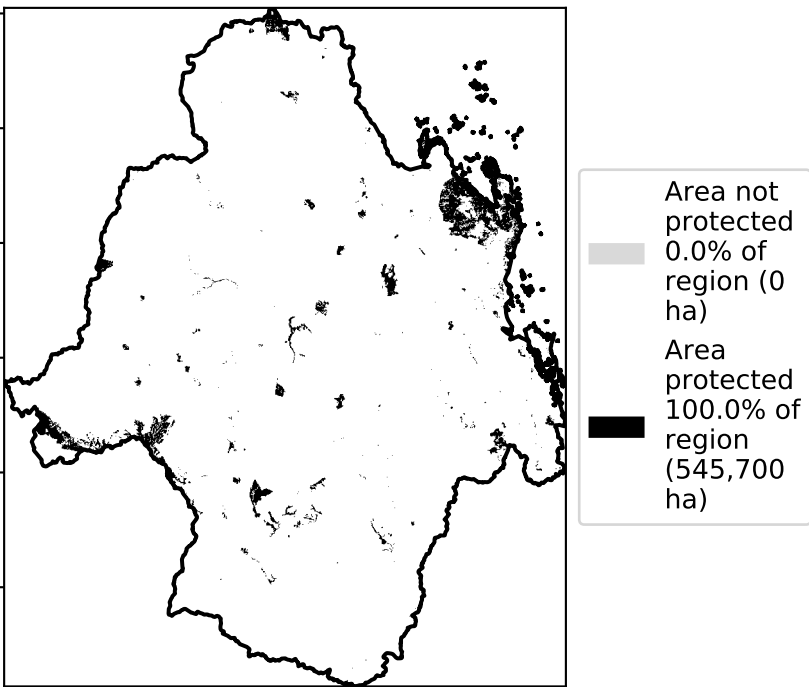 Area not
protected
0.0% of
region (0
ha)
Area
protected
100.0% of
region
(545,700
ha)